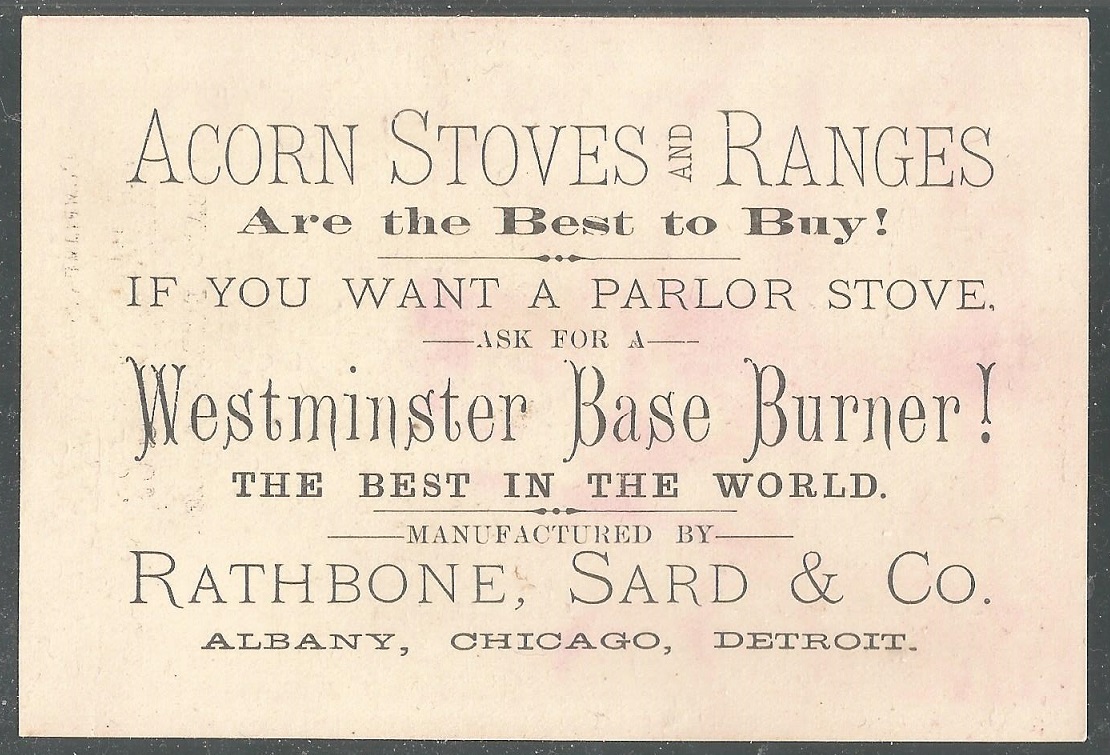 ACORN STOVES AND RANGES
Are the Best to Buy!
IF YOU WANT A PARLOR STOVE,
ASK FOR A
Westminster Base Burner!
THE BEST IN THE WORLD.
MANUFACTURED BY
RATHBONE, SARD & CO.
ALBANY, CHICAGO, DETROIT.